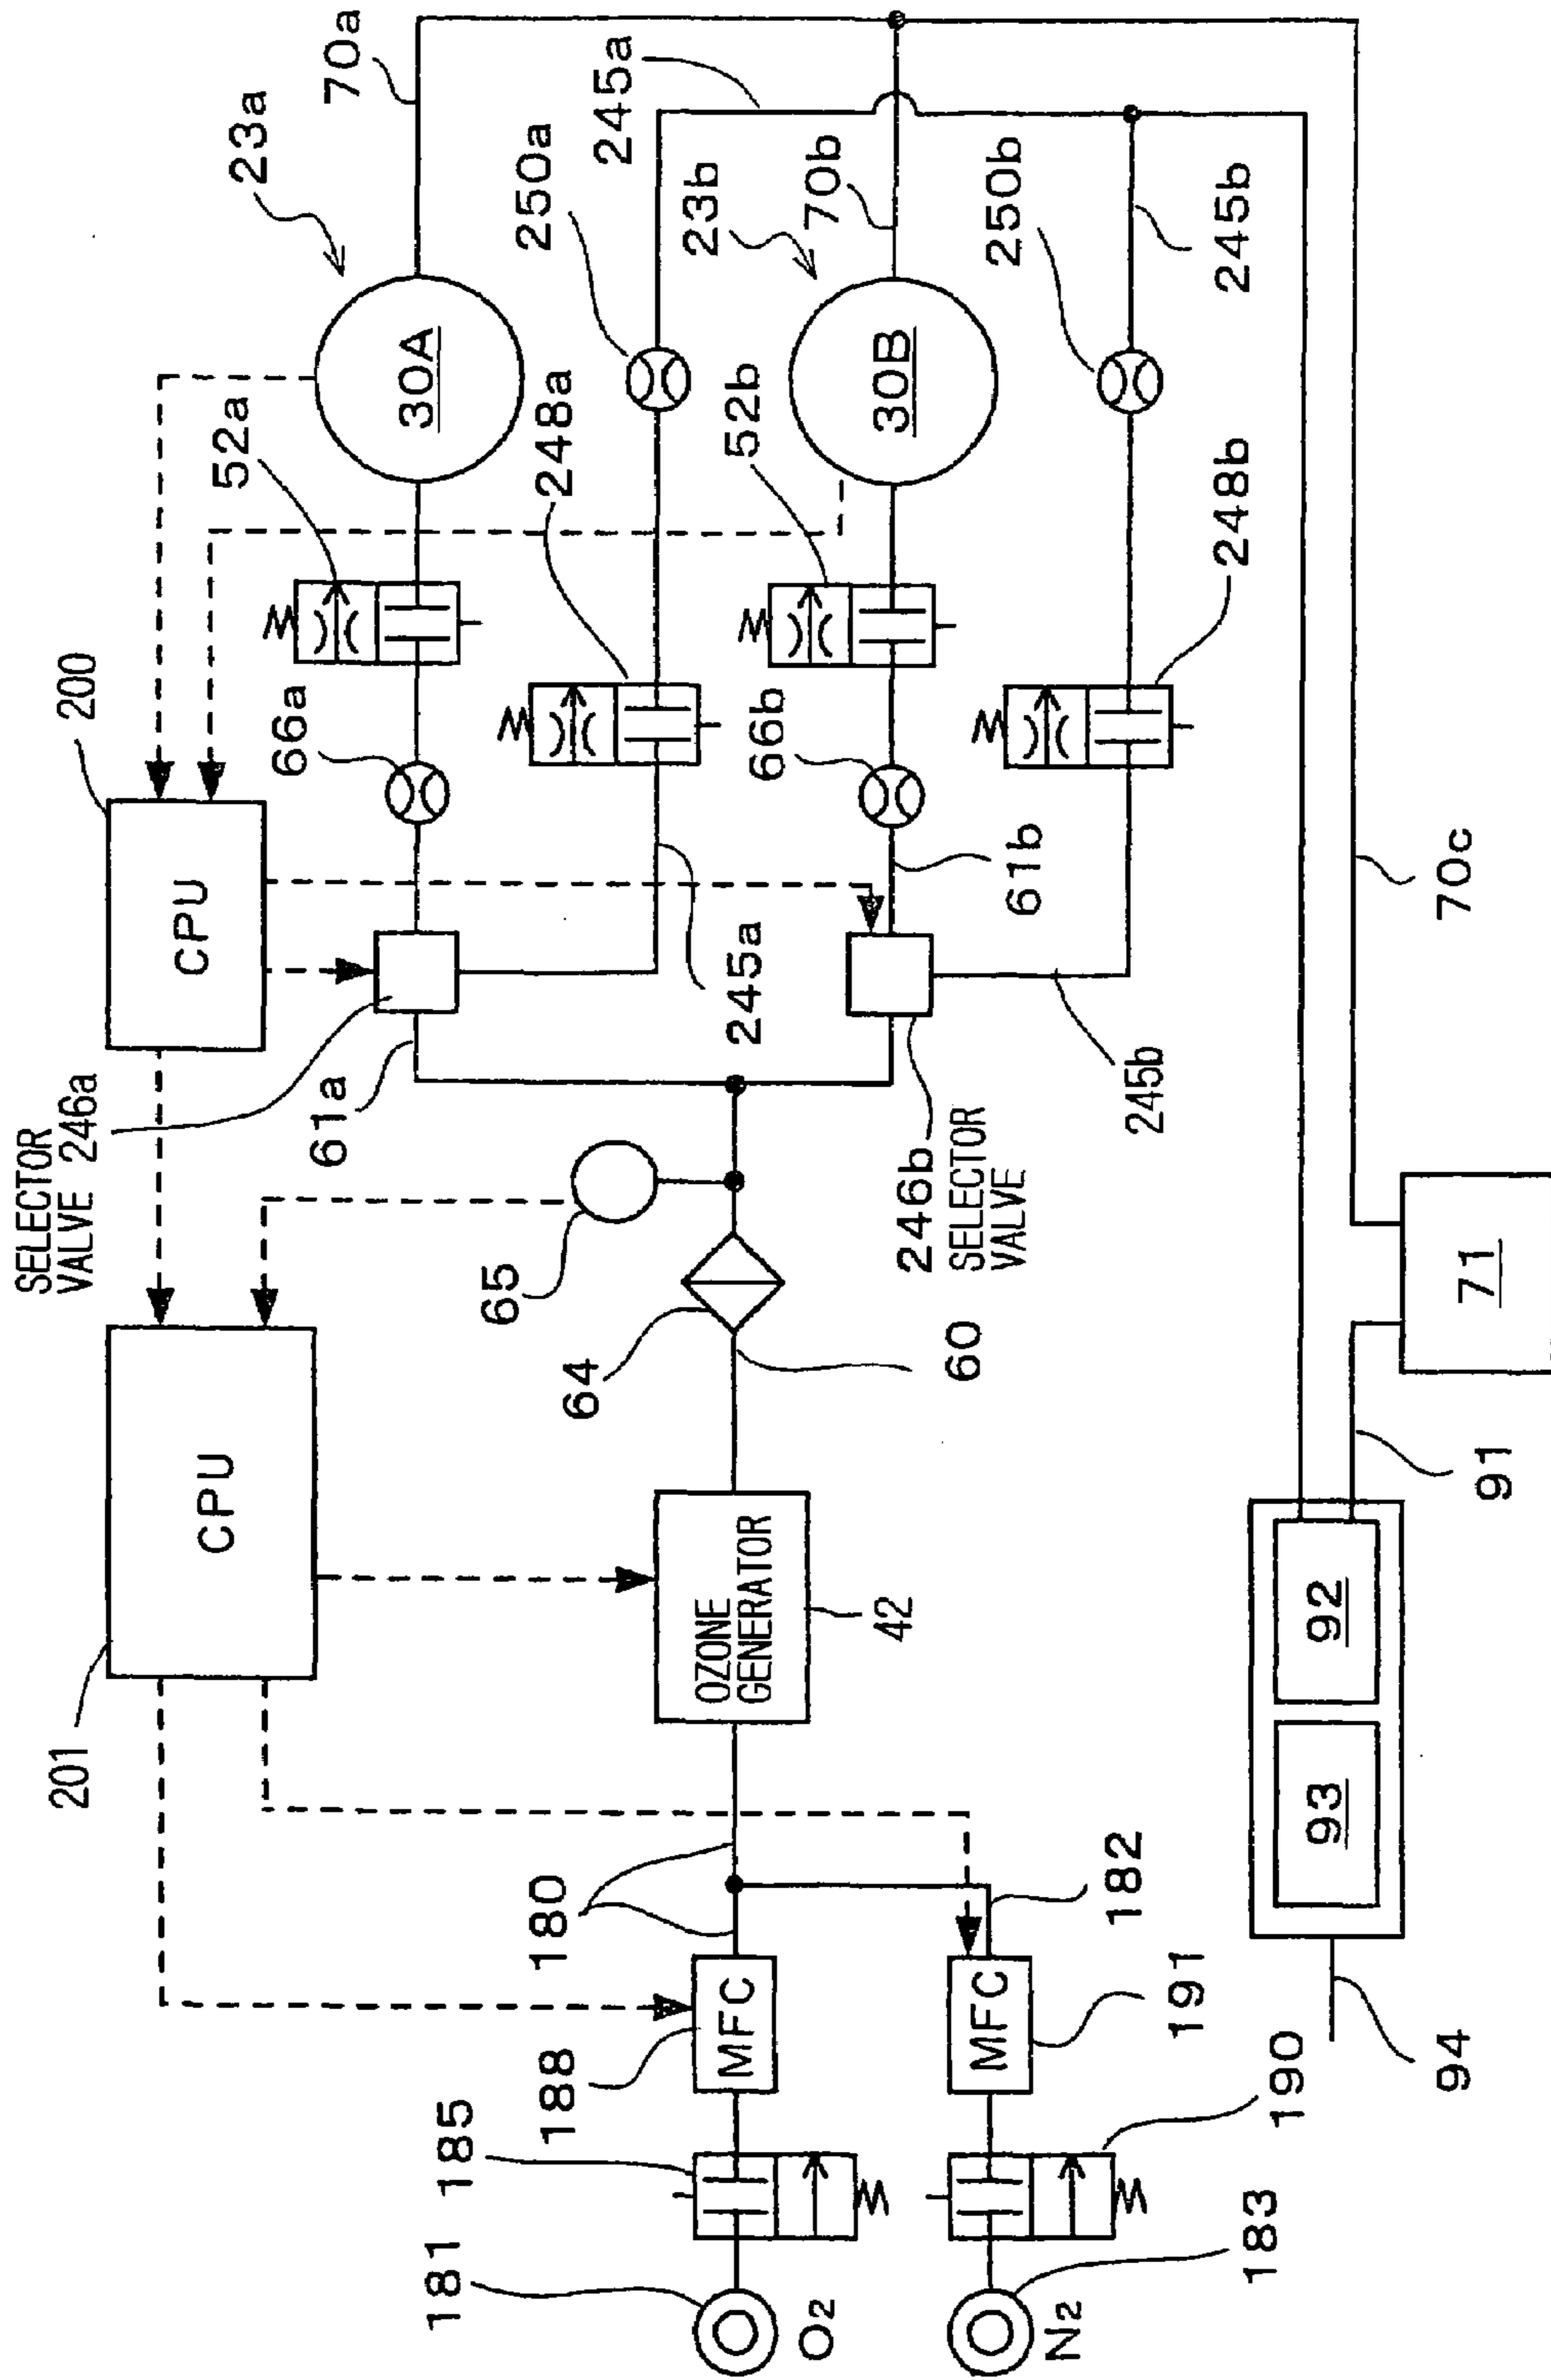 201
CPU
SELECTOR
VALVE 246a
200
CPU
23a
70a
52a
30A
66a
61a
65
64
60
248a
250a
245a
23b
70b
52b
30B
66b
61b
245a
246b
SELECTOR
VALVE
245b
248b
250b
245b
OZONE
GENERATOR
42
180
182
188
MFC
191
MFC
185
190
181
O2
183
N2
93
92
94
91
71
70c